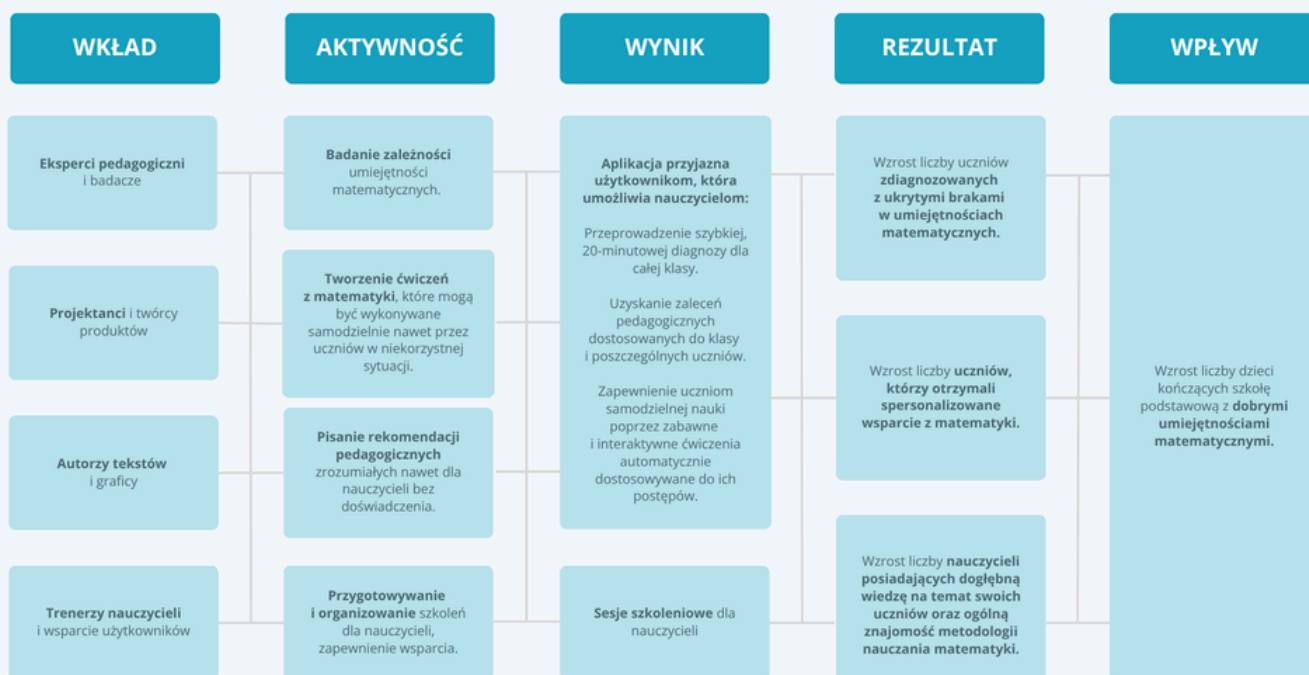 WKŁAD
AKTYWNOŚĆ
WYNIK
REZULTAT
WPŁYW
Eksperci pedagogiczni
i badacze
Projektanci i twórcy
produktów
Autorzy tekstów
i graficy
Trenerzy nauczycieli
i wsparcie użytkowników
Badanie zależności
umiejętności
matematycznych.
Tworzenie ćwiczeń
z matematyki, które mogą
być wykonywane
samodzielnie nawet przez
uczniów w niekorzystnej
sytuacji.
Pisanie rekomendacji
pedagogicznych
zrozumiałych nawet dla
nauczycieli bez
doświadczenia.
Przygotowywanie
i organizowanie szkoleń
dla nauczycieli,
zapewnienie wsparcia.
Aplikacja przyjazna
użytkownikom, która
umożliwia nauczycielom:
Przeprowadzenie szybkiej,
20-minutowej diagnozy dla
całej klasy.
Uzyskanie zaleceń
pedagogicznych
dostosowanych do klasy
i poszczególnych uczniów.
Zapewnienie uczniom
samodzielnej nauki
poprzez zabawne
i interaktywne ćwiczenia
automatycznie
dostosowywane do ich
postępów.
Sesje szkoleniowe dla
nauczycieli
Wzrost liczby uczniów
zdiagnozowanych
z ukrytymi brakami
w umiejętnościach
matematycznych.
Wzrost liczby uczniów,
którzy otrzymali
spersonalizowane
wsparcie z matematyki.
Wzrost liczby nauczycieli
posiadających dogłębną
wiedzę na temat swoich
uczniów oraz ogólną
znajomość metodologii
nauczania matematyki.
Wzrost liczby dzieci
kończących szkołę
podstawową z dobrymi
umiejętnościami
matematycznymi.